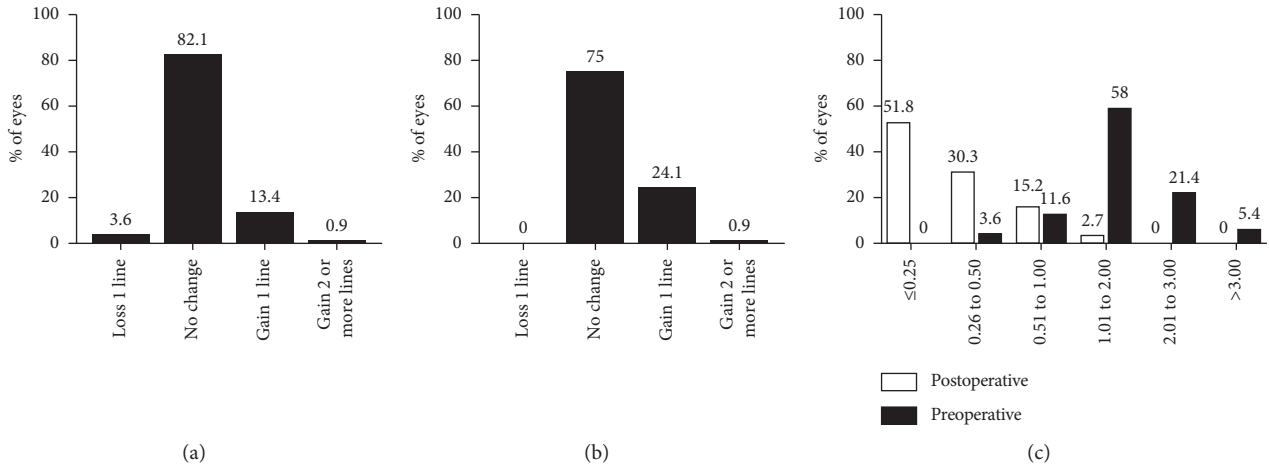 100
80
60
40
20
0
% of eyes
3.6
82.1
13.4
0.9
Loss 1 line
No change
Gain 1 line
Gain 2 or
more lines
(a)
100
80
60
40
20
0
% of eyes
0
75
24.1
0.9
Loss 1 line
No change
Gain 1 line
Gain 2 or
more lines
(b)
100
80
60
40
20
0
% of eyes
51.8
0
30.3
3.6
15.2
11.6
2.7
58
0
21.4
0
5.4
≤0.25
0.26 to 0.50
0.51 to 1.00
1.01 to 2.00
2.01 to 3.00
>3.00
Postoperative
Preoperative
(c)